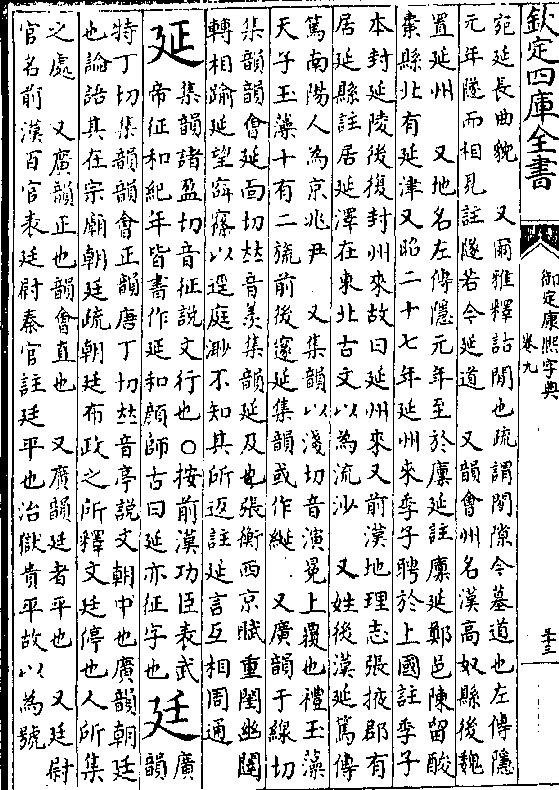 欽定四庫全書
御定康熙字典
卷九
宛延長曲貌　又爾雅釋詁閒也疏謂閒隙今墓道也左傳隱
元年隧而相見註隧若今延道　又韻會州名漢高奴縣後魏
置延州　又地名左傳隱元年至於廩延註廩延鄭邑陳留酸
棗縣北有延津又昭二十七年延州來季子聘於上國註季子
本封延陵後復封州來故曰延州來又前漢地理志張掖郡有
居延縣註居延澤在東北古文以為流沙　又姓後漢延篤傳
篤南陽人為京兆尹　又集韻以淺切音演冕上覆也禮玉藻
天子玉藻十有二旒前後邃延集韻或作綖　又廣韻于線切
集韻韻會延面切𠀤音羡集韻延及也張衡西京賦重閨幽闥
轉相踰延望㝔窱以逕庭渺不知其所返註延言互相周通
㢟　集韻諸盈切音征說文行也○按前漢功臣表武
帝征和紀年皆書作㢟和顏師古曰㢟亦征字也　廷　廣韻
特丁切集韻韻會正韻唐丁切𠀤音亭說文朝中也廣韻朝廷
也論語其在宗廟朝廷疏朝廷布政之所釋文廷停也人所集
之處　又廣韻正也韻會直也　又廣韻廷者平也　又廷尉
官名前漢百官表廷尉秦官註廷平也治獄貴平故以為號